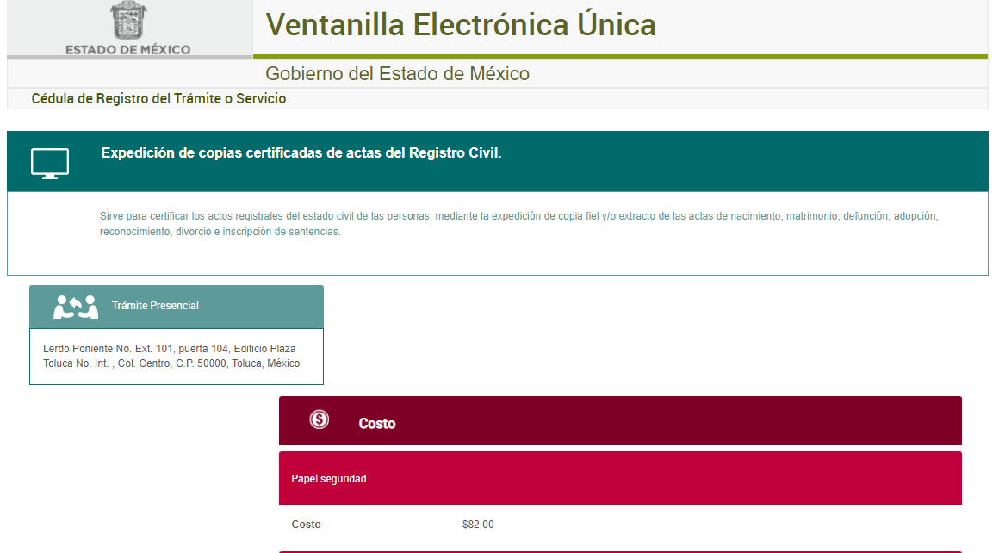 ESTADO DE MÉXICO
Ventanilla Electrónica Única
Gobierno del Estado de México
Cédula de Registro del Trámite o Servicio
Expedición de copias certificadas de actas del Registro Civil.
Sirve para certificar los actos registrales del estado civil de las personas, mediante la expedición de copia fiel y/o extracto de las actas de nacimiento, matrimonio, defunción, adopción,
reconocimiento, divorcio e inscripción de sentencias.
Trámite Presencial
Lerdo Poniente No. Ext. 101, puerta 104, Edificio Plaza
Toluca No. Int. , Col. Centro, C.P. 50000, Toluca, México
Costo
Papel seguridad
Costo $82.00